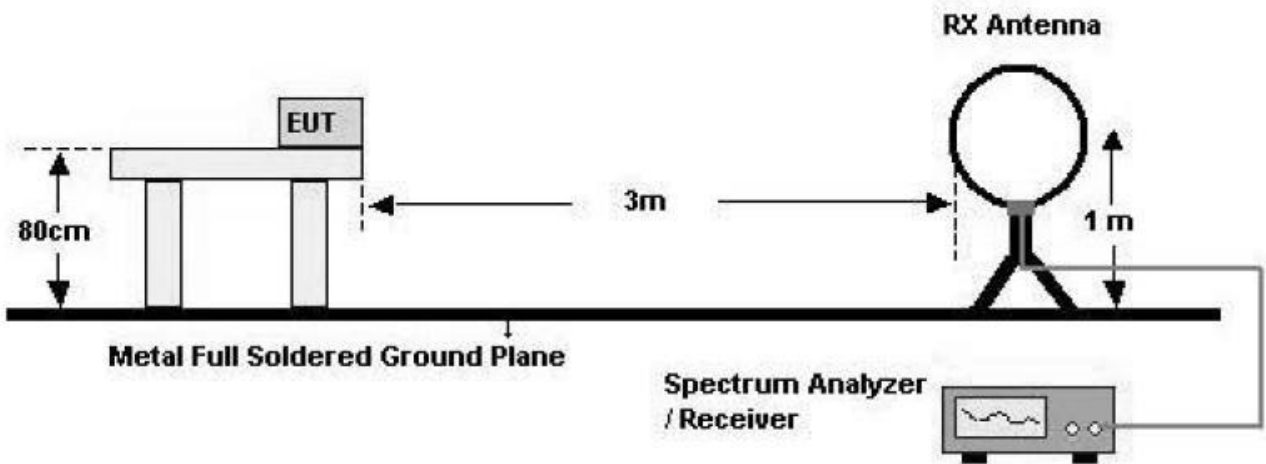 RX Antenna
EUT
80cm
3m
1 m
Metal Full Soldered Ground Plane
Spectrum Analyzer
/ Receiver